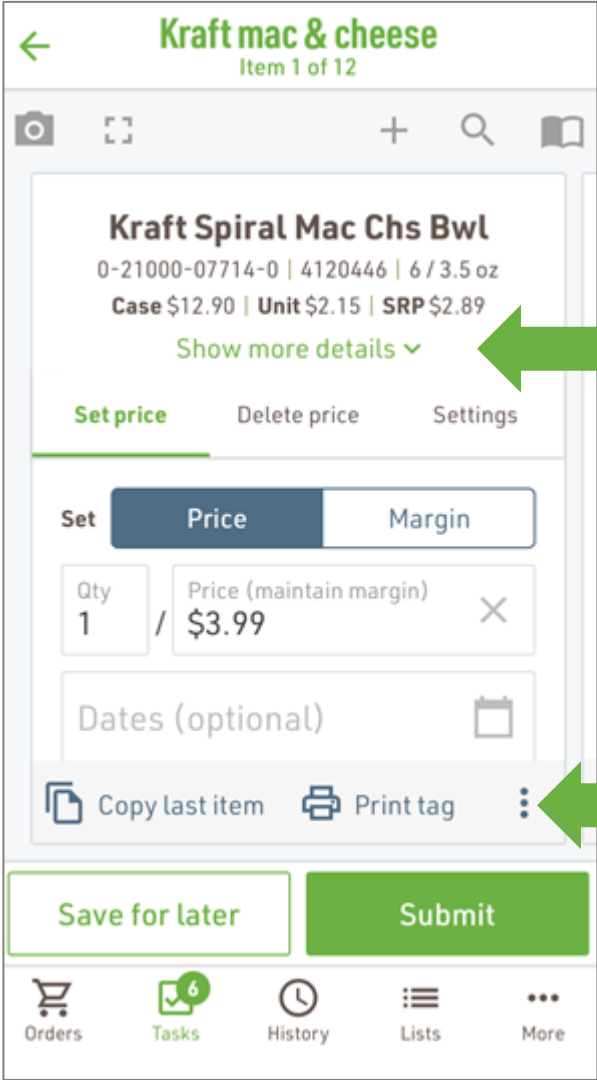 Kraft mac & cheese
Item 1 of 12
Kraft Spiral Mac Chs Bwl
0-21000-07714-0 | 4120446 | 6 / 3.5 oz
Case $12.90 | Unit $2.15 | SRP $2.89
Show more details
Set price Delete price Settings
Set Price Margin
Qty Price (maintain margin)
1 / $3.99
Dates (optional)
Copy last item Print tag
Save for later Submit
6
Orders Tasks History Lists More